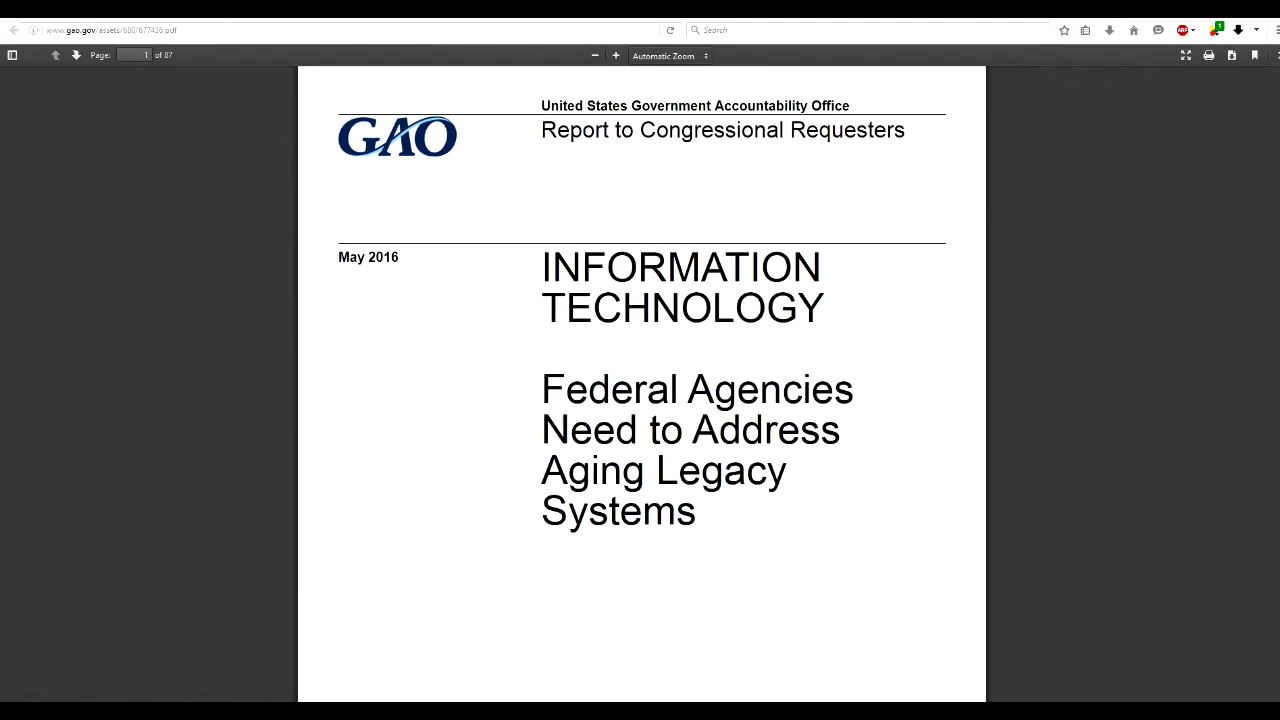 www.gao.gov/assets/680/677436.pdf
Search
1
Page:
1
of 87
Automatic Zoom
United States Government Accountability Office
GAO
Report to Congressional Requesters
May 2016
INFORMATION
TECHNOLOGY
Federal Agencies
Need to Address
Aging Legacy
Systems